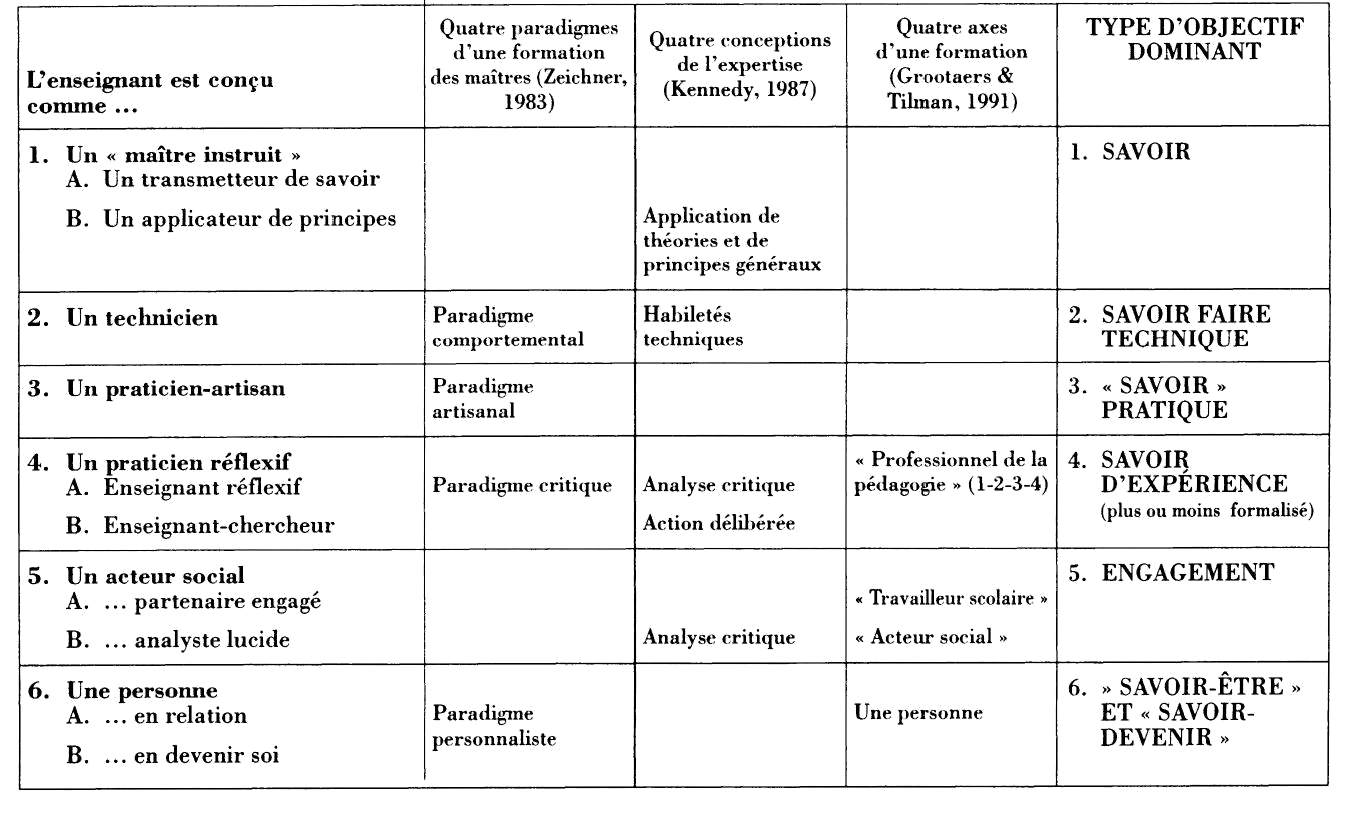 L'enseignant est conçu
comme ...
Quatre paradigmes
d'une formation
des maîtres (Zeichner,
1983)
Quatre conceptions
de l'expertise
(Kennedy, 1987)
Quatre axes
d'une formation
(Grootaers &
Tilman, 1991)
TYPE D'OBJECTIF
DOMINANT
1. Un « maître instruit »
A. Un transmetteur de savoir
B. Un applicateur de principes
Application de
théories et de
principes généraux
1. SAVOIR
2. Un technicien
Paradigme
comportemental
Habiletés
techniques
2. SAVOIR FAIRE
TECHNIQUE
3. Un praticien-artisan
Paradigme
artisanal
3. « SAVOIR »
PRATIQUE
4. Un praticien réflexif
A. Enseignant réflexif
B. Enseignant-chercheur
Paradigme critique
Analyse critique
Action délibérée
« Professionnel de la
pédagogie » (1-2-3-4)
4. SAVOIR
D'EXPÉRIENCE
(plus ou moins formalisé)
5. Un acteur social
A. ... partenaire engagé
B. ... analyste lucide
Analyse critique
« Travailleur scolaire »
« Acteur social »
5. ENGAGEMENT
6. Une personne
A. ... en relation
B. ... en devenir soi
Paradigme
personnaliste
Une personne
6. » SAVOIR-ÊTRE »
ET « SAVOIR-
DEVENIR »